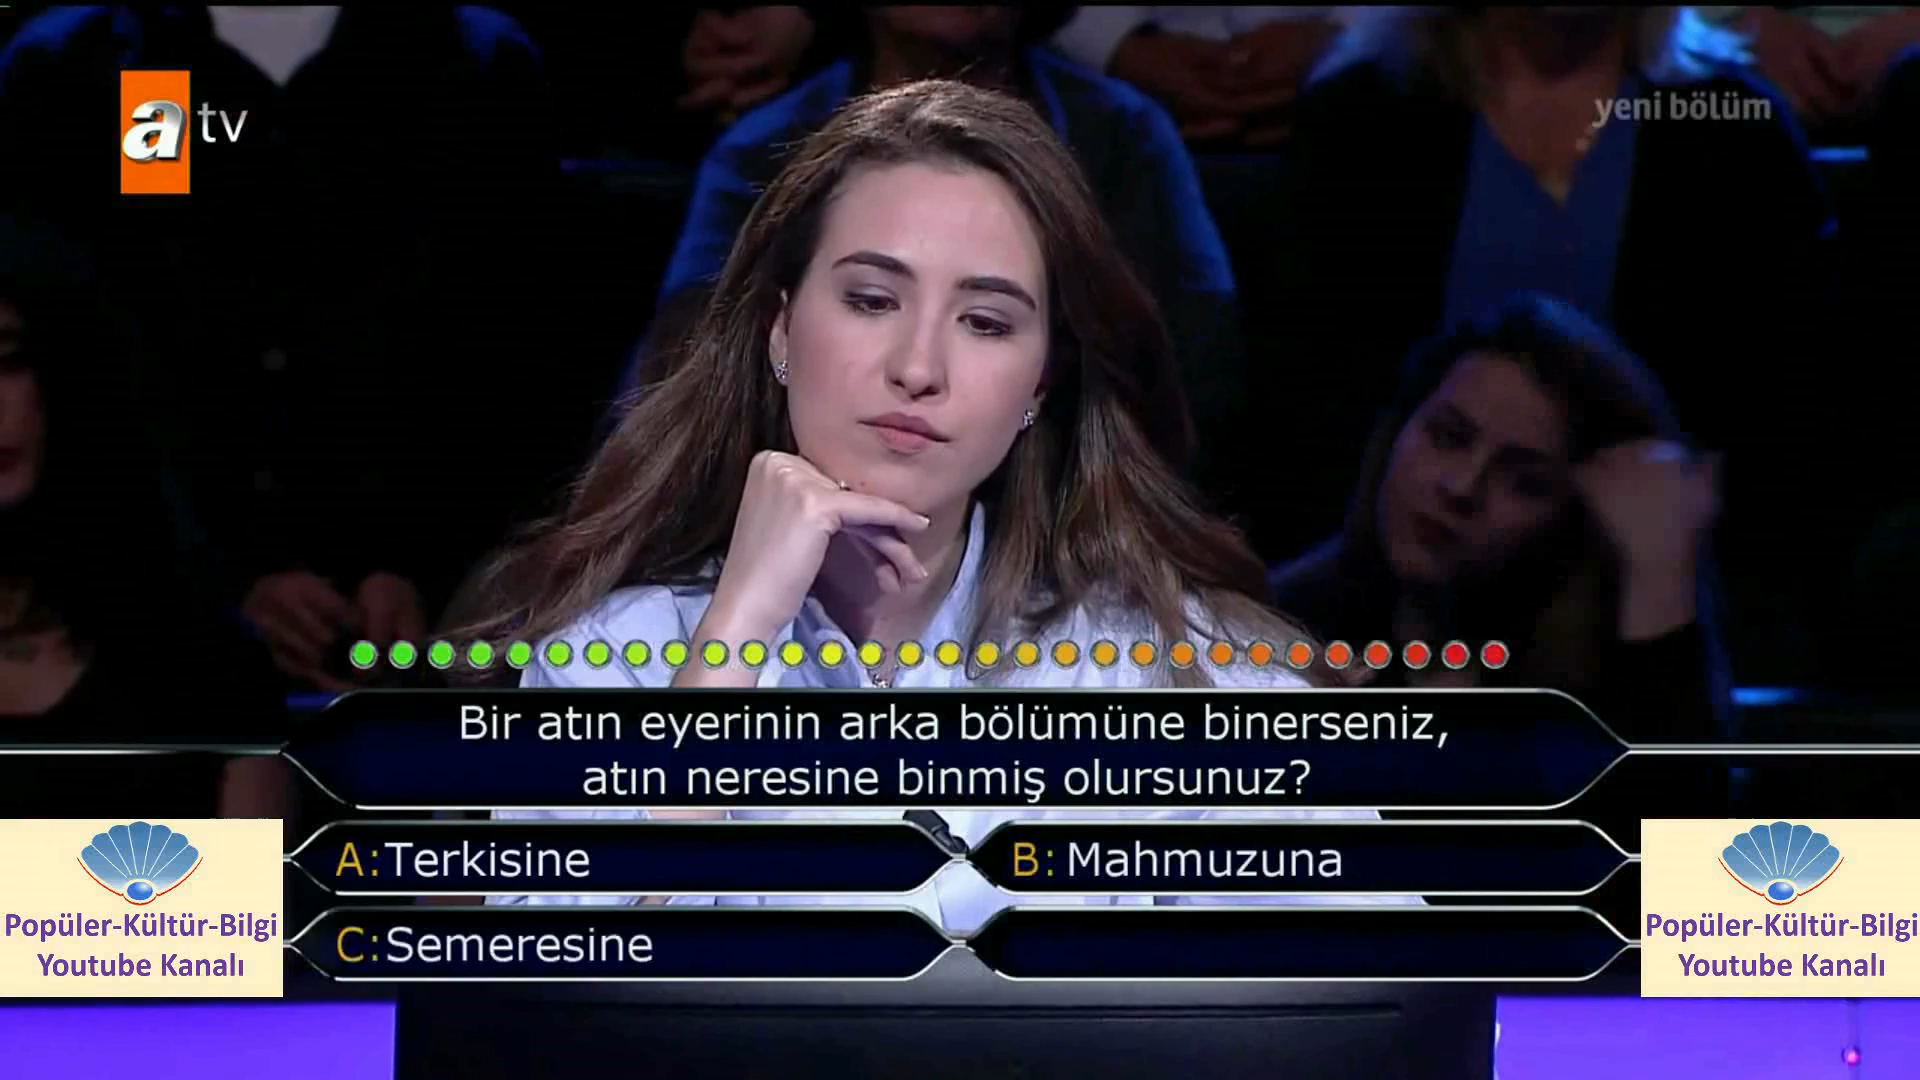 atv
yeni bölüm
Bir atın eyerinin arka bölümüne binerseniz,
atın neresine binmiş olursunuz?
A: Terkisine
B: Mahmuzuna
C: Semeresine
Popüler-Kültür-Bilgi
Youtube Kanalı
Popüler-Kültür-Bilgi
Youtube Kanalı